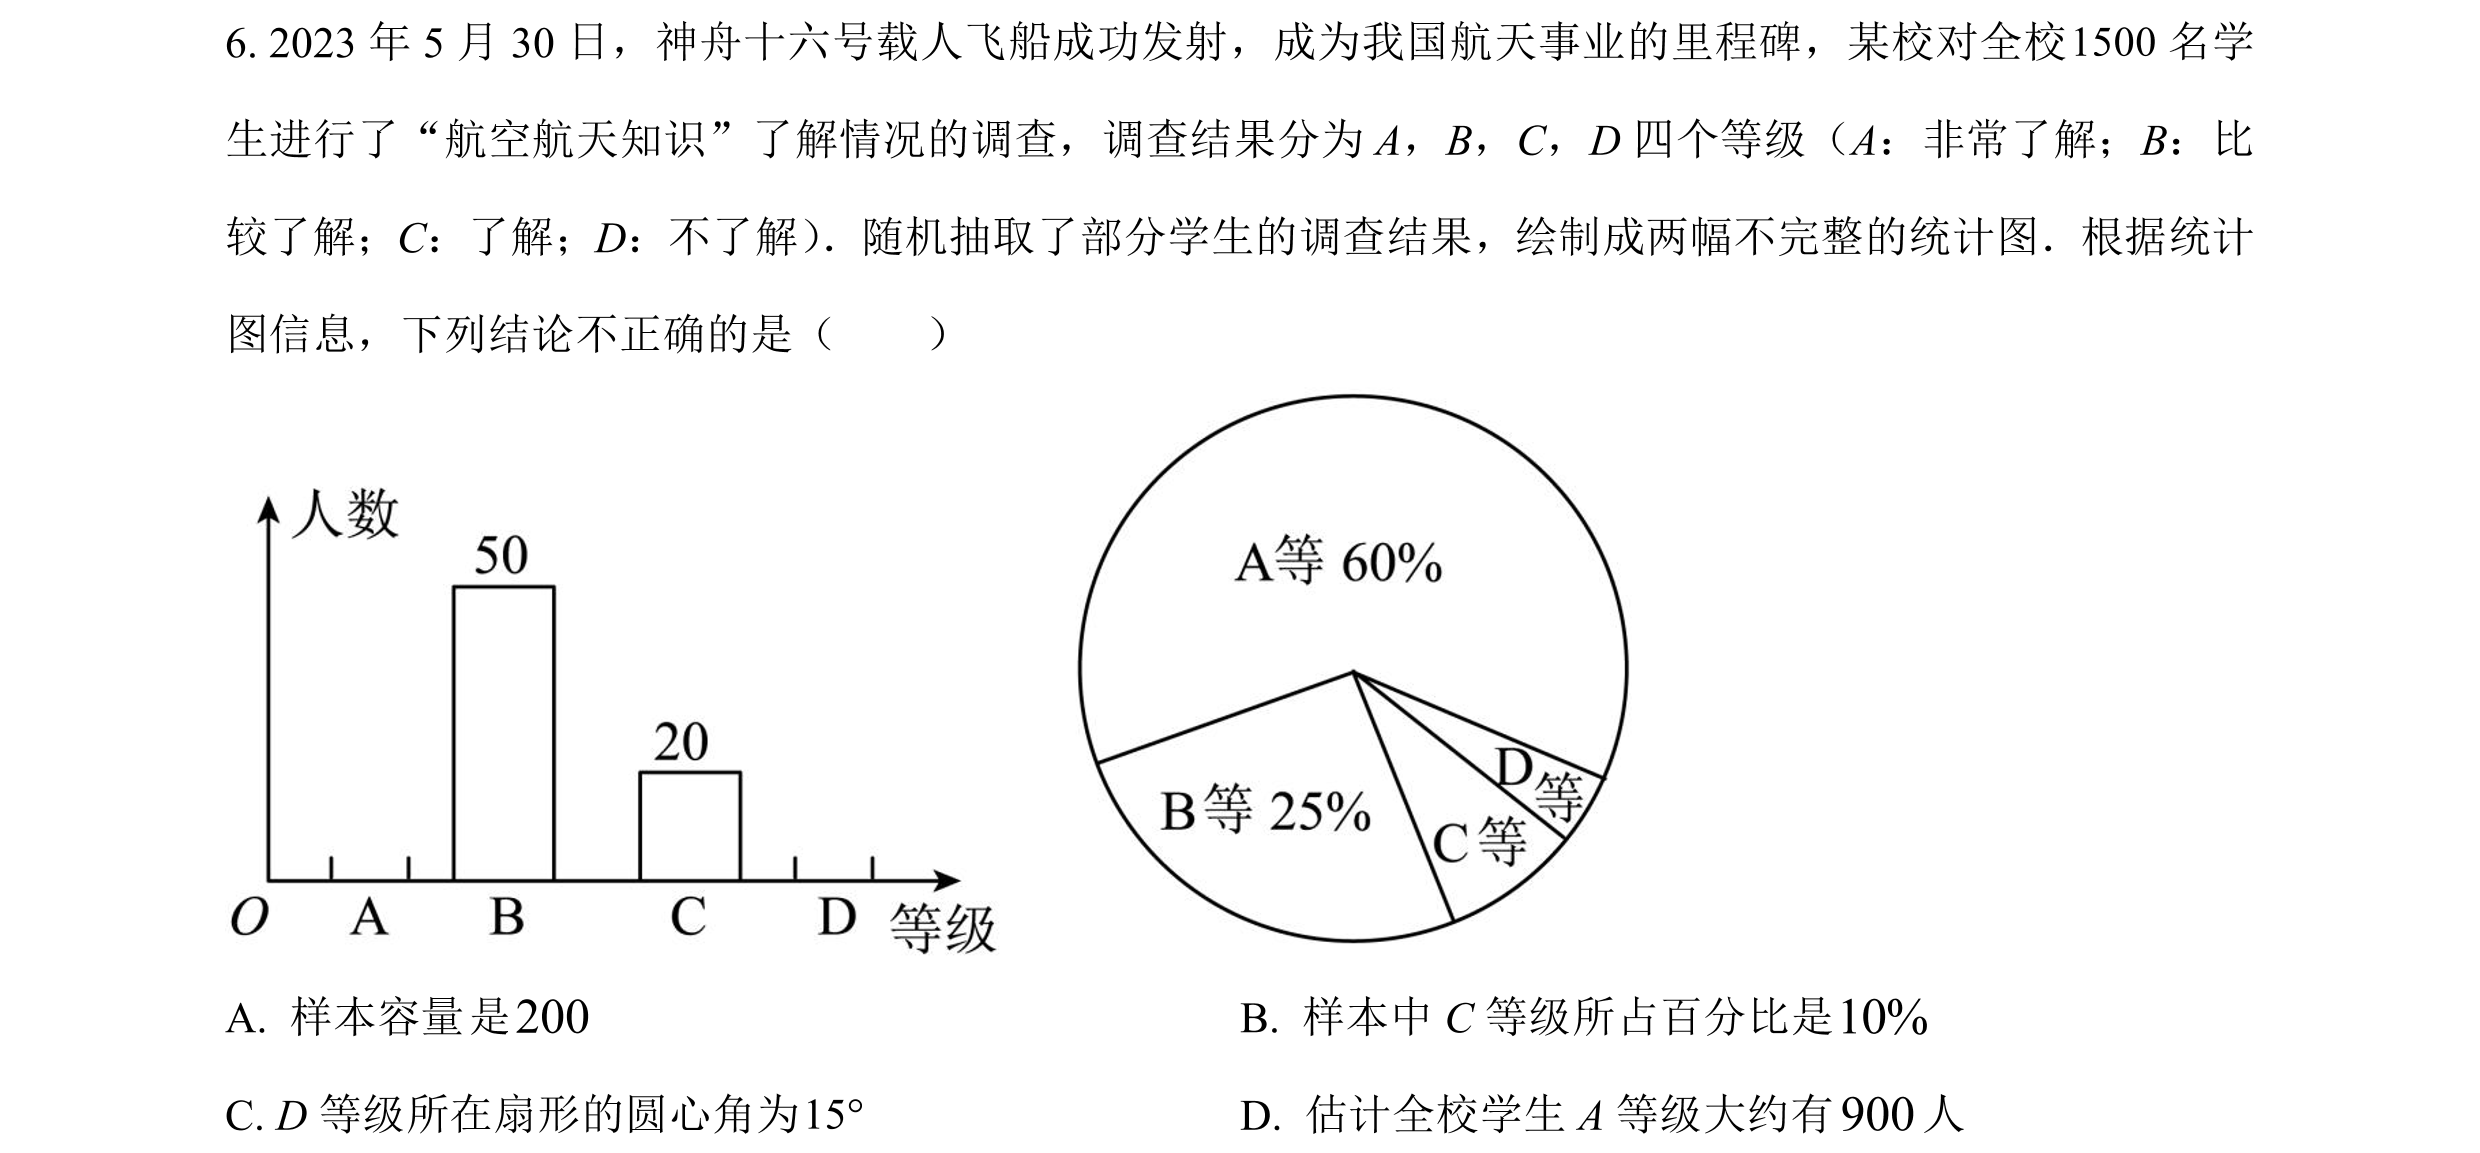 6. 2023 年 5 月 30 日，神舟十六号载人飞船成功发射，成为我国航天事业的里程碑，某校对全校1500 名学
生进行了“航空航天知识”了解情况的调查，调查结果分为 A，B，C，D 四个等级（A：非常了解；B：比
较了解；C：了解；D：不了解）．随机抽取了部分学生的调查结果，绘制成两幅不完整的统计图．根据统计
图信息，下列结论不正确的是（　　）
人数
50
20
O A B C D 等级
A等 60%
B等 25%
C等
D等
A. 样本容量是200
B. 样本中 C 等级所占百分比是10%
C. D 等级所在扇形的圆心角为15°
D. 估计全校学生 A 等级大约有900 人